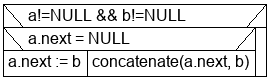 a!=NULL && b!=NULL
a.next = NULL
a.next := b concatenate(a.next, b)